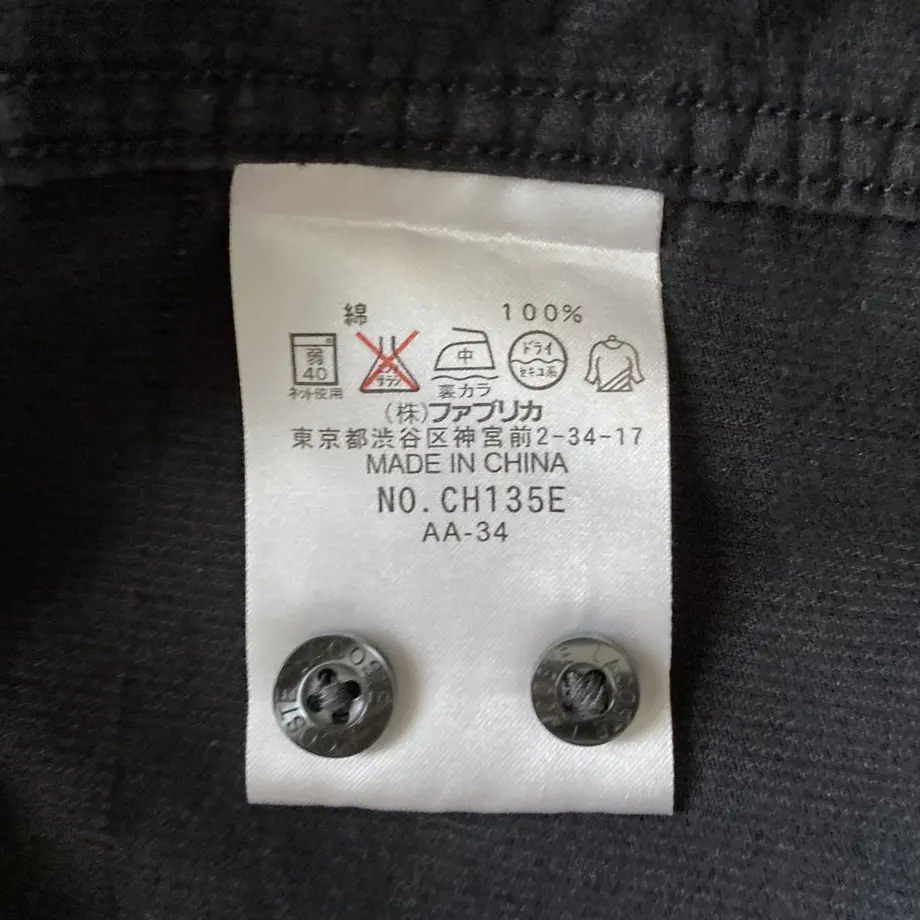 綿 100%
弱 40 中 ドライ セキユ系
ネット使用 裏カラ
(株)ファブリカ
東京都渋谷区神宮前2-34-17
MADE IN CHINA
NO.CH135E
AA-34